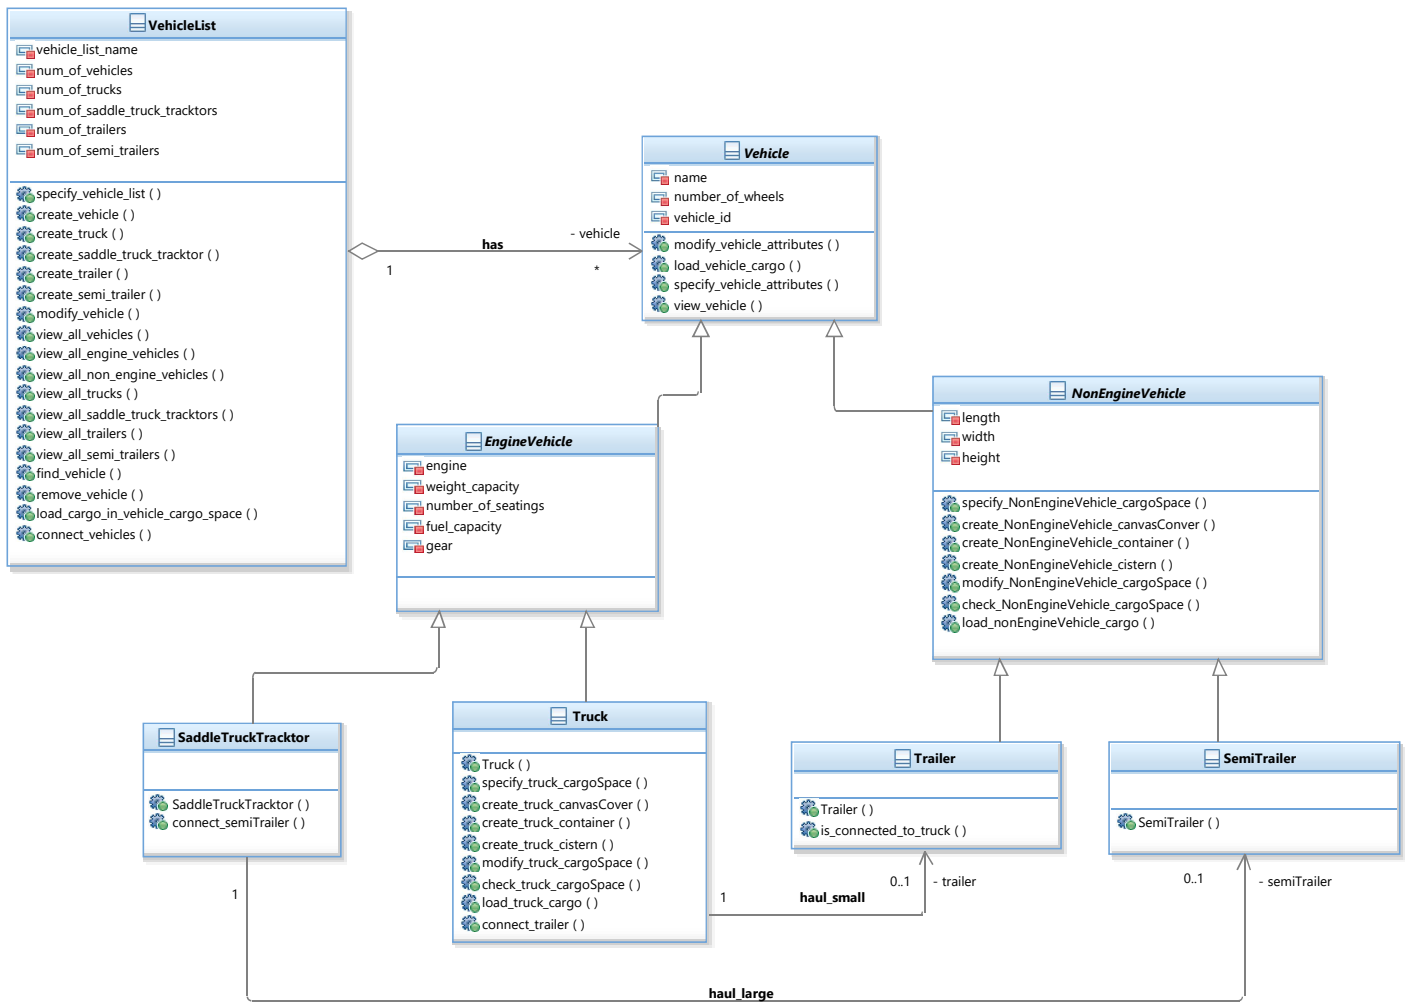 VehicleList
vehicle_list_name
num_of_vehicles
num_of_trucks
num_of_saddle_truck_tracktors
num_of_trailers
num_of_semi_trailers
specify_vehicle_list ( )
create_vehicle ( )
create_truck ( )
create_saddle_truck_tracktor ( )
create_trailer ( )
create_semi_trailer ( )
modify_vehicle ( )
view_all_vehicles ( )
view_all_engine_vehicles ( )
view_all_non_engine_vehicles ( )
view_all_trucks ( )
view_all_saddle_truck_tracktors ( )
view_all_trailers ( )
view_all_semi_trailers ( )
find_vehicle ( )
remove_vehicle ( )
load_cargo_in_vehicle_cargo_space ( )
connect_vehicles ( )
has
- vehicle
1
*
Vehicle
name
number_of_wheels
vehicle_id
modify_vehicle_attributes ( )
load_vehicle_cargo ( )
specify_vehicle_attributes ( )
view_vehicle ( )
EngineVehicle
engine
weight_capacity
number_of_seatings
fuel_capacity
gear
NonEngineVehicle
length
width
height
specify_NonEngineVehicle_cargoSpace ( )
create_NonEngineVehicle_canvasConver ( )
create_NonEngineVehicle_container ( )
create_NonEngineVehicle_cistern ( )
modify_NonEngineVehicle_cargoSpace ( )
check_NonEngineVehicle_cargoSpace ( )
load_nonEngineVehicle_cargo ( )
SaddleTruckTracktor
SaddleTruckTracktor ( )
connect_semiTrailer ( )
Truck
Truck ( )
specify_truck_cargoSpace ( )
create_truck_canvasCover ( )
create_truck_container ( )
create_truck_cistern ( )
modify_truck_cargoSpace ( )
check_truck_cargoSpace ( )
load_truck_cargo ( )
connect_trailer ( )
Trailer
Trailer ( )
is_connected_to_truck ( )
SemiTrailer
SemiTrailer ( )
1
haul_small
0..1
- trailer
1
haul_large
0..1
- semiTrailer